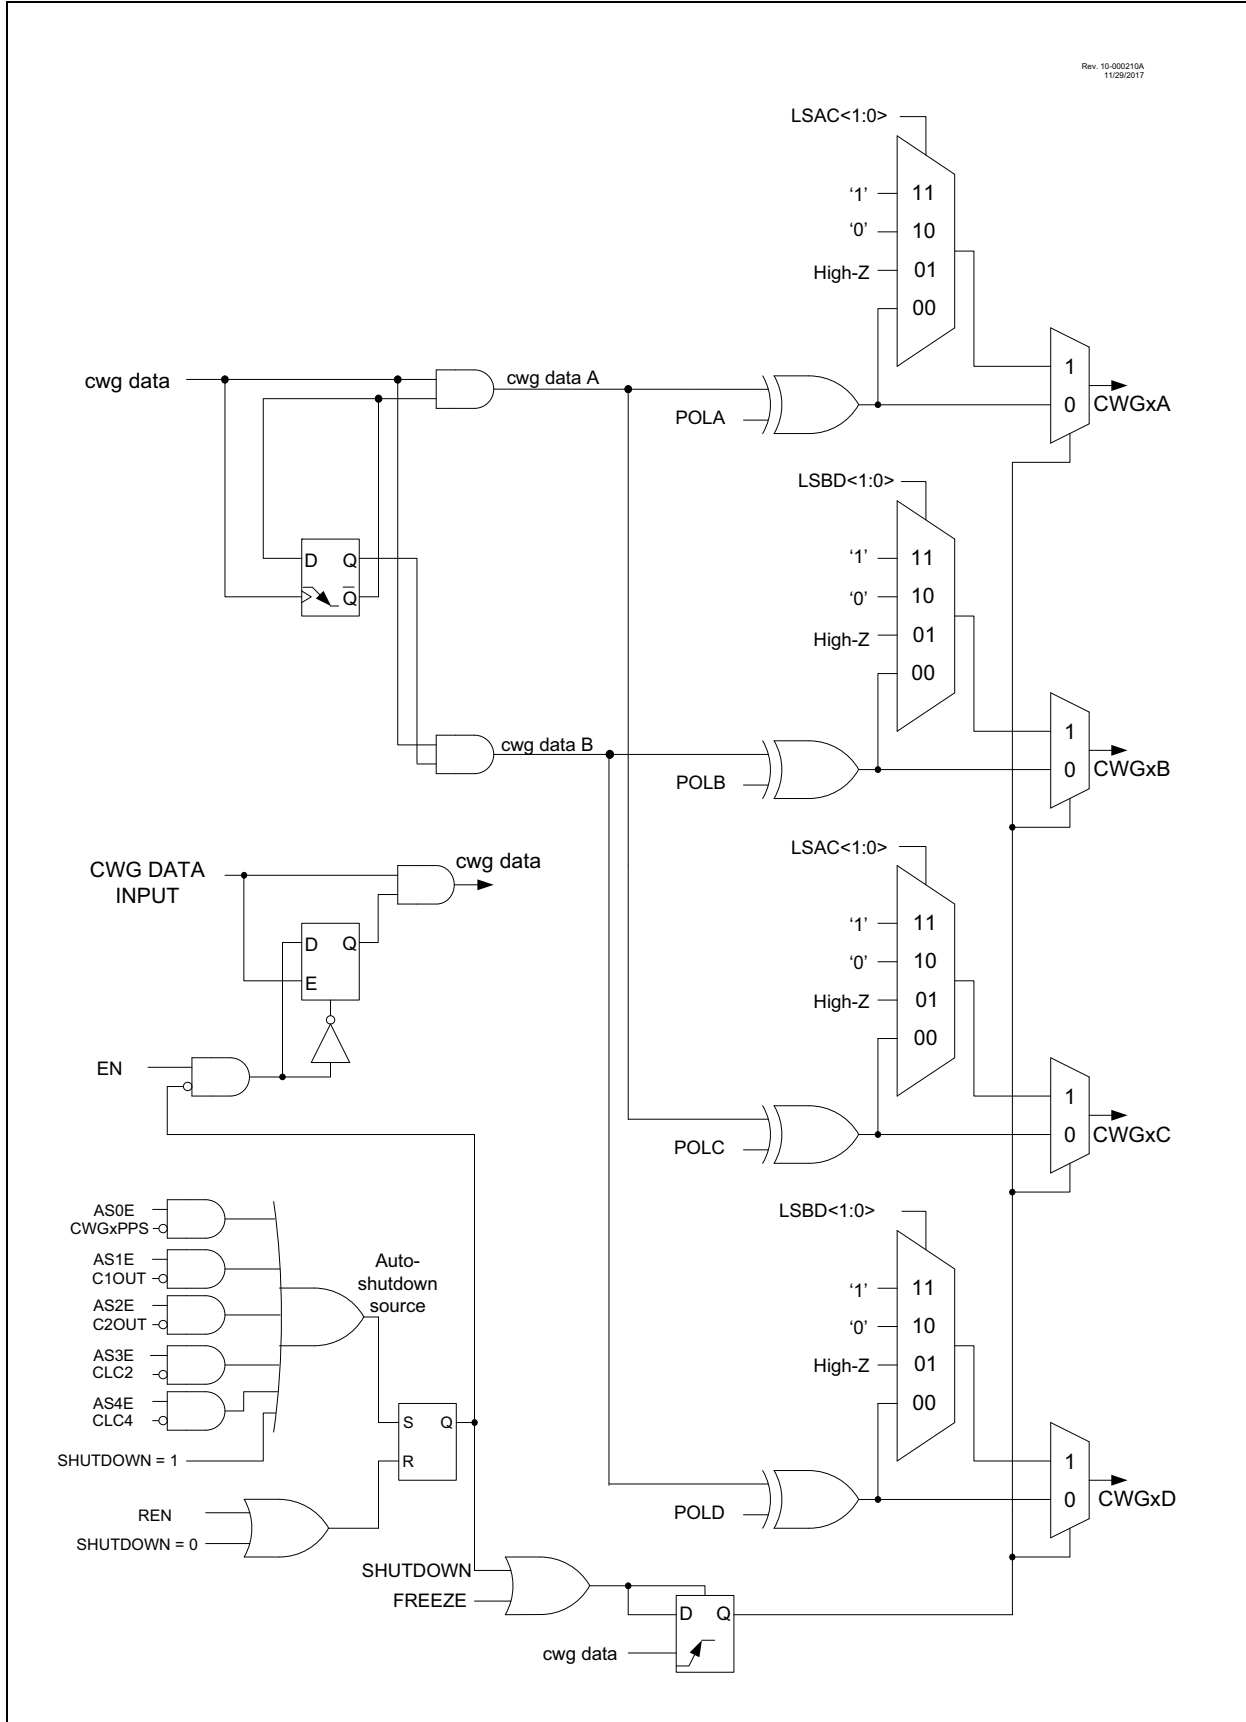 Rev. 10-000210A
11/29/2017
LSAC<1:0>
'1' 11
'0' 10
High-Z 01
00
1
0
CWGxA
cwg data
cwg data A
POLA
LSBD<1:0>
D Q
Q
'1' 11
'0' 10
High-Z 01
00
1
0
CWGxB
cwg data B
POLB
CWG DATA
INPUT
cwg data
D Q
E
EN
LSAC<1:0>
'1' 11
'0' 10
High-Z 01
00
1
0
CWGxC
POLC
AS0E
CWGxPPS
AS1E
C1OUT
AS2E
C2OUT
AS3E
CLC2
AS4E
CLC4
SHUTDOWN = 1
Auto-
shutdown
source
S Q
R
REN
SHUTDOWN = 0
LSBD<1:0>
'1' 11
'0' 10
High-Z 01
00
1
0
CWGxD
POLD
SHUTDOWN
FREEZE
D Q
cwg data